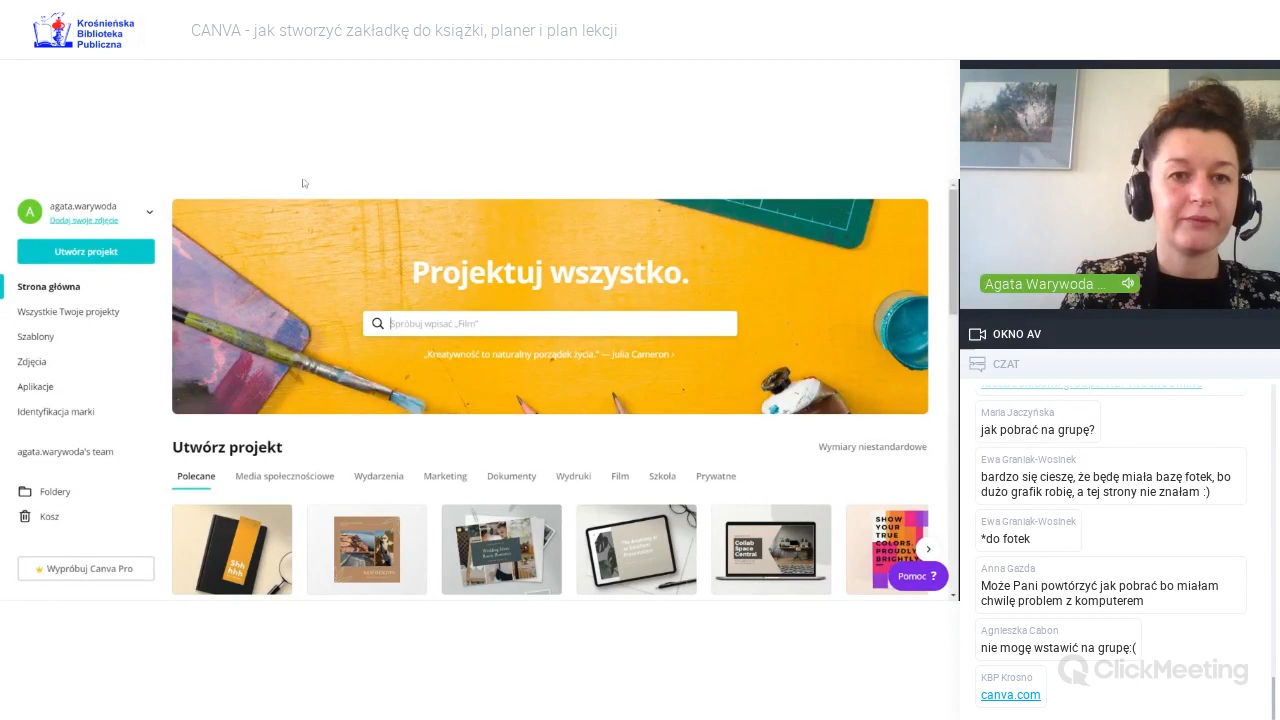 Krośnieńska
Biblioteka
Publiczna
CANVA - jak stworzyć zakładkę do książki, planer i plan lekcji
A
agata.warywoda
Dodaj swoje zdjęcie
Utwórz projekt
Strona główna
Wszystkie Twoje projekty
Szablony
Zdjęcia
Aplikacje
Identyfikacja marki
agata.warywoda's team
Foldery
Kosz
Wypróbuj Canva Pro
Projektuj wszystko.
Spróbuj wpisać „Film”
„Kreatywność to naturalny porządek życia.” — Julia Cameron ›
Utwórz projekt
Wymiary niestandardowe
Polecane Media społecznościowe Wydarzenia Marketing Dokumenty Wydruki Film Szkoła Prywatne
Shh
hhh
Collab
Space
Central
SHOW
YOUR
TRUE
COLORS.
PROUDLY
BRIGHTLY
Pomoc ?
Agata Warywoda ...
OKNO AV
CZAT
Maria Jaczyńska
jak pobrać na grupę?
Ewa Graniak-Wosinek
bardzo się cieszę, że będę miała bazę fotek, bo
dużo grafik robię, a tej strony nie znałam :)
Ewa Graniak-Wosinek
*do fotek
Anna Gazda
Może Pani powtórzyć jak pobrać bo miałam
chwilę problem z komputerem
Agnieszka Cabon
nie mogę wstawić na grupę:(
KBP Krosno
canva.com
ClickMeeting